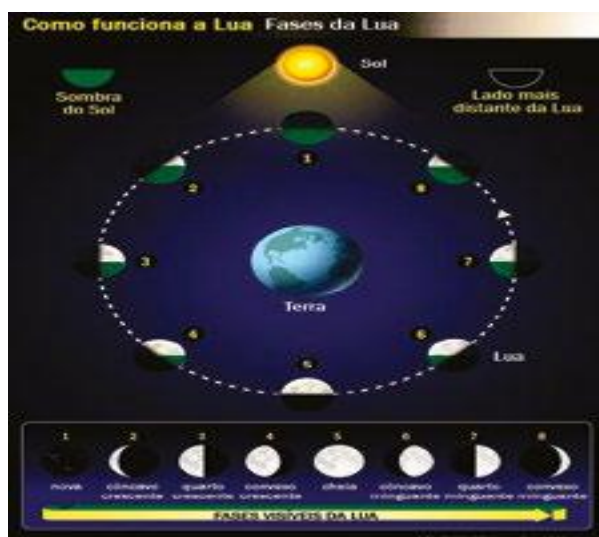 Como funciona a Lua Fases da Lua
Sol
Sombra
do Sol
Lado mais
distante da Lua
1
2
8
3
Terra
7
4
6
5
Lua
1 2 3 4 5 6 7 8
nova
côncavo
crescente
quarto
crescente
convexo
crescente
cheia
côncavo
minguante
quarto
minguante
convexo
minguante
FASES VISÍVEIS DA LUA